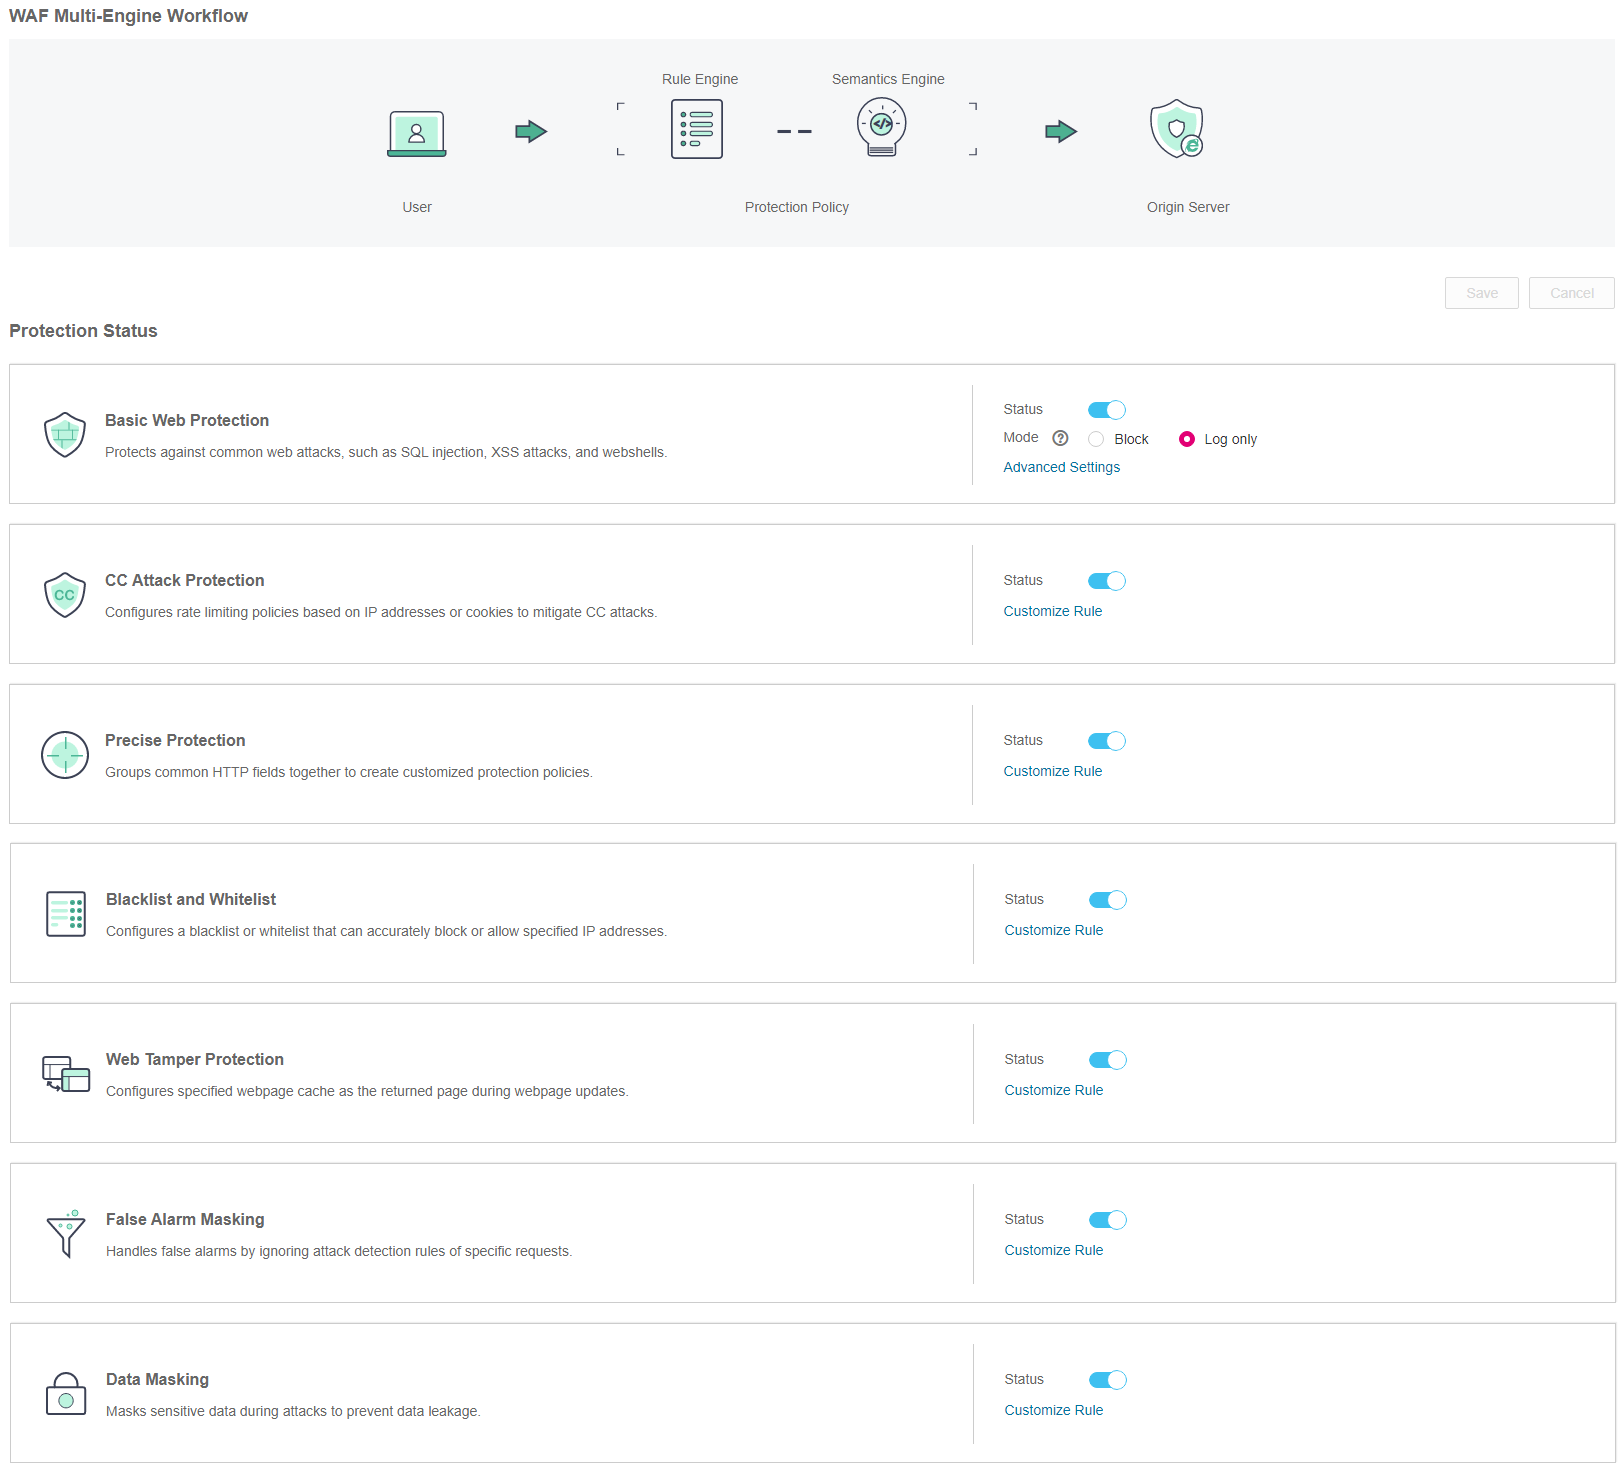 WAF Multi-Engine Workflow
Rule Engine
Semantics Engine
User
Protection Policy
Origin Server
Save
Cancel
Protection Status
Basic Web Protection
Protects against common web attacks, such as SQL injection, XSS attacks, and webshells.
Status
Mode ? Block Log only
Advanced Settings
CC
CC Attack Protection
Configures rate limiting policies based on IP addresses or cookies to mitigate CC attacks.
Status
Customize Rule
Precise Protection
Groups common HTTP fields together to create customized protection policies.
Status
Customize Rule
Blacklist and Whitelist
Configures a blacklist or whitelist that can accurately block or allow specified IP addresses.
Status
Customize Rule
Web Tamper Protection
Configures specified webpage cache as the returned page during webpage updates.
Status
Customize Rule
False Alarm Masking
Handles false alarms by ignoring attack detection rules of specific requests.
Status
Customize Rule
Data Masking
Masks sensitive data during attacks to prevent data leakage.
Status
Customize Rule